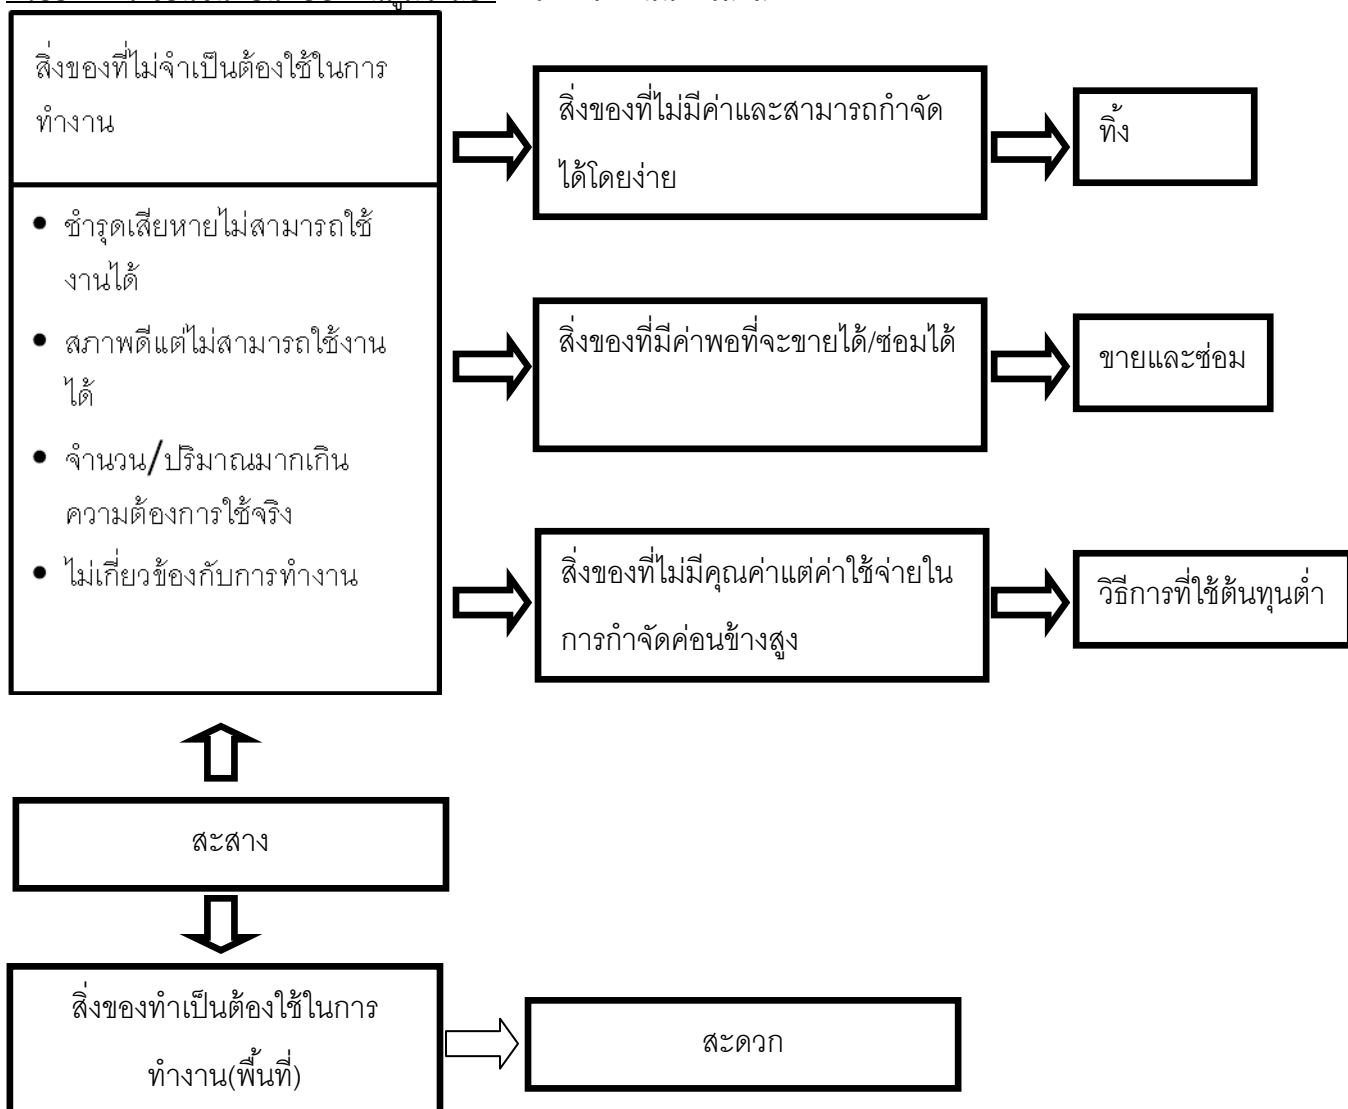 สิ่งของที่ไม่จำเป็นต้องใช้ในการ
ทำงาน
• ชำรุดเสียหายไม่สามารถใช้
งานได้
• สภาพดีแต่ไม่สามารถใช้งาน
ได้
• จำนวน/ปริมาณมากเกิน
ความต้องการใช้จริง
• ไม่เกี่ยวข้องกับการทำงาน
สิ่งของที่ไม่มีค่าและสามารถกำจัด
ได้โดยง่าย
ทิ้ง
สิ่งของที่มีค่าพอที่จะขายได้/ซ่อมได้
ขายและซ่อม
สิ่งของที่ไม่มีคุณค่าแต่ค่าใช้จ่ายใน
การกำจัดค่อนข้างสูง
วิธีการที่ใช้ต้นทุนต่ำ
สะสาง
สิ่งของทำเป็นต้องใช้ในการ
ทำงาน(พื้นที่)
สะดวก